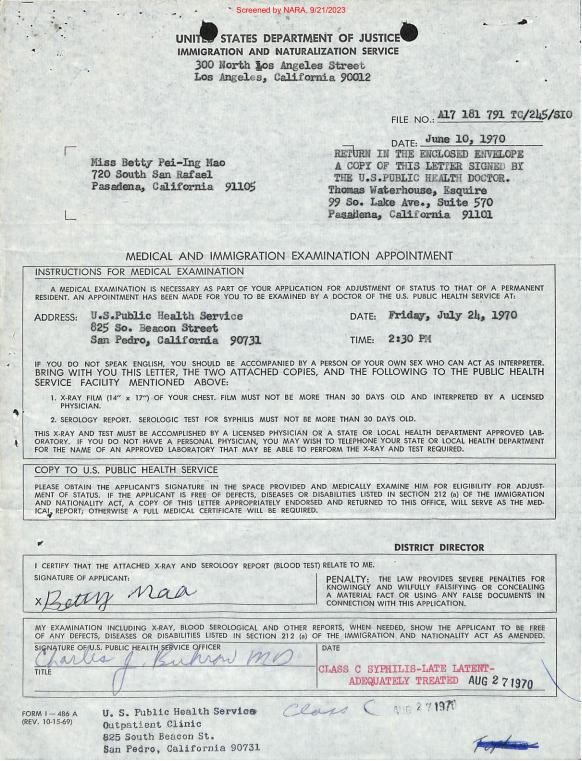 Screened by NARA, 9/21/2023
UNITED STATES DEPARTMENT OF JUSTICE
IMMIGRATION AND NATURALIZATION SERVICE
300 North Los Angeles Street
Los Angeles, California 90012
FILE NO.: A17 181 791 TC/245/SIO
DATE: June 10, 1970
Miss Betty Pei-Ing Mao
720 South San Rafael
Pasadena, California 91105
RETURN IN THE ENCLOSED ENVELOPE
A COPY OF THIS LETTER SIGNED BY
THE U.S.PUBLIC HEALTH DOCTOR.
Thomas Waterhouse, Esquire
99 So. Lake Ave., Suite 570
Pasadena, California 91101
MEDICAL AND IMMIGRATION EXAMINATION APPOINTMENT
INSTRUCTIONS FOR MEDICAL EXAMINATION
A MEDICAL EXAMINATION IS NECESSARY AS PART OF YOUR APPLICATION FOR ADJUSTMENT OF STATUS TO THAT OF A PERMANENT
RESIDENT. AN APPOINTMENT HAS BEEN MADE FOR YOU TO BE EXAMINED BY A DOCTOR OF THE U.S. PUBLIC HEALTH SERVICE AT:
ADDRESS: U.S.Public Health Service
825 So. Beacon Street
San Pedro, California 90731
DATE: Friday, July 24, 1970
TIME: 2:30 PM
IF YOU DO NOT SPEAK ENGLISH, YOU SHOULD BE ACCOMPANIED BY A PERSON OF YOUR OWN SEX WHO CAN ACT AS INTERPRETER.
BRING WITH YOU THIS LETTER, THE TWO ATTACHED COPIES, AND THE FOLLOWING TO THE PUBLIC HEALTH
SERVICE FACILITY MENTIONED ABOVE:
1. X-RAY FILM (14" x 17") OF YOUR CHEST. FILM MUST NOT BE MORE THAN 30 DAYS OLD AND INTERPRETED BY A LICENSED
PHYSICIAN.
2. SEROLOGY REPORT. SEROLOGIC TEST FOR SYPHILIS MUST NOT BE MORE THAN 30 DAYS OLD.
THIS X-RAY AND TEST MUST BE ACCOMPLISHED BY A LICENSED PHYSICIAN OR A STATE OR LOCAL HEALTH DEPARTMENT APPROVED LAB-
ORATORY. IF YOU DO NOT HAVE A PERSONAL PHYSICIAN, YOU MAY WISH TO TELEPHONE YOUR STATE OR LOCAL HEALTH DEPARTMENT
FOR THE NAME OF AN APPROVED LABORATORY THAT MAY BE ABLE TO PERFORM THE X-RAY AND TEST REQUIRED.
COPY TO U.S. PUBLIC HEALTH SERVICE
PLEASE OBTAIN THE APPLICANT'S SIGNATURE IN THE SPACE PROVIDED AND MEDICALLY EXAMINE HIM FOR ELIGIBILITY FOR ADJUST-
MENT OF STATUS. IF THE APPLICANT IS FREE OF DEFECTS, DISEASES OR DISABILITIES LISTED IN SECTION 212 (a) OF THE IMMIGRATION
AND NATIONALITY ACT, A COPY OF THIS LETTER APPROPRIATELY ENDORSED AND RETURNED TO THIS OFFICE, WILL SERVE AS THE MED-
ICAL REPORT; OTHERWISE A FULL MEDICAL CERTIFICATE WILL BE REQUIRED.
DISTRICT DIRECTOR
I CERTIFY THAT THE ATTACHED X-RAY AND SEROLOGY REPORT (BLOOD TEST) RELATE TO ME.
SIGNATURE OF APPLICANT:
x Betty Maa
PENALTY: THE LAW PROVIDES SEVERE PENALTIES FOR
KNOWINGLY AND WILFULLY FALSIFYING OR CONCEALING
A MATERIAL FACT OR USING ANY FALSE DOCUMENTS IN
CONNECTION WITH THIS APPLICATION.
MY EXAMINATION INCLUDING X-RAY, BLOOD SEROLOGICAL AND OTHER REPORTS, WHEN NEEDED, SHOW THE APPLICANT TO BE FREE
OF ANY DEFECTS, DISEASES OR DISABILITIES LISTED IN SECTION 212 (a) OF THE IMMIGRATION AND NATIONALITY ACT AS AMENDED.
SIGNATURE OF U.S. PUBLIC HEALTH SERVICE OFFICER
Charles J. MD
TITLE
DATE
CLASS C SYPHILIS-LATE LATENT-
ADEQUATELY TREATED AUG 27 1970
FORM I - 486 A
(REV. 10-15-69)
U. S. Public Health Service
Outpatient Clinic
825 South Beacon St.
San Pedro, California 90731
Class C AUG 27 1970